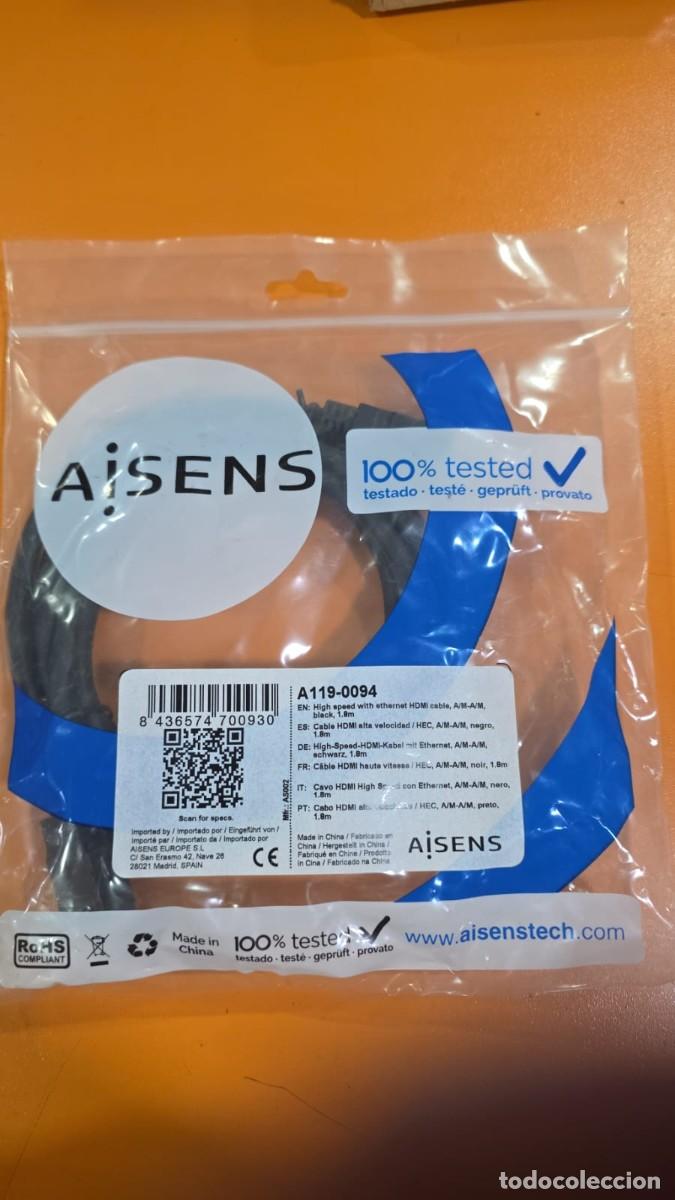 AiSENS
100% tested
testado · testé · geprüft · provato
8 436574 700930
Scan for specs.
Mfr.: AS002
Imported by / Importado por / Eingeführt von/
Importé par / Importato da / Importado por
AISENS EUROPE S.L
C/ San Erasmo 42, Nave 26
28021 Madrid, SPAIN
CE
A119-0094
EN: High speed with ethernet HDMI cable, A/M-A/M,
black, 1.8m
ES: Cable HDMI alta velocidad / HEC, A/M-A/M, negro,
1.8m
DE: High-Speed-HDMI-Kabel mit Ethernet, A/M-A/M,
schwarz, 1.8m
FR: Câble HDMI haute vitesse / HEC, A/M-A/M, noir, 1.8m
IT: Cavo HDMI High Speed con Ethernet, A/M-A/M, nero,
1.8m
PT: Cabo HDMI alta / HEC, A/M-A/M, preto,
1.8m
Made in China / Fabricado en
China / Hergestellt in China /
Fabriqué en Chine / Prodotto
in Cina / Fabricado na China
AiSENS
RoHS
COMPLIANT
Made in
China
100% tested
testado · testé · geprüft · provato
www.aisenstech.com
todocoleccion